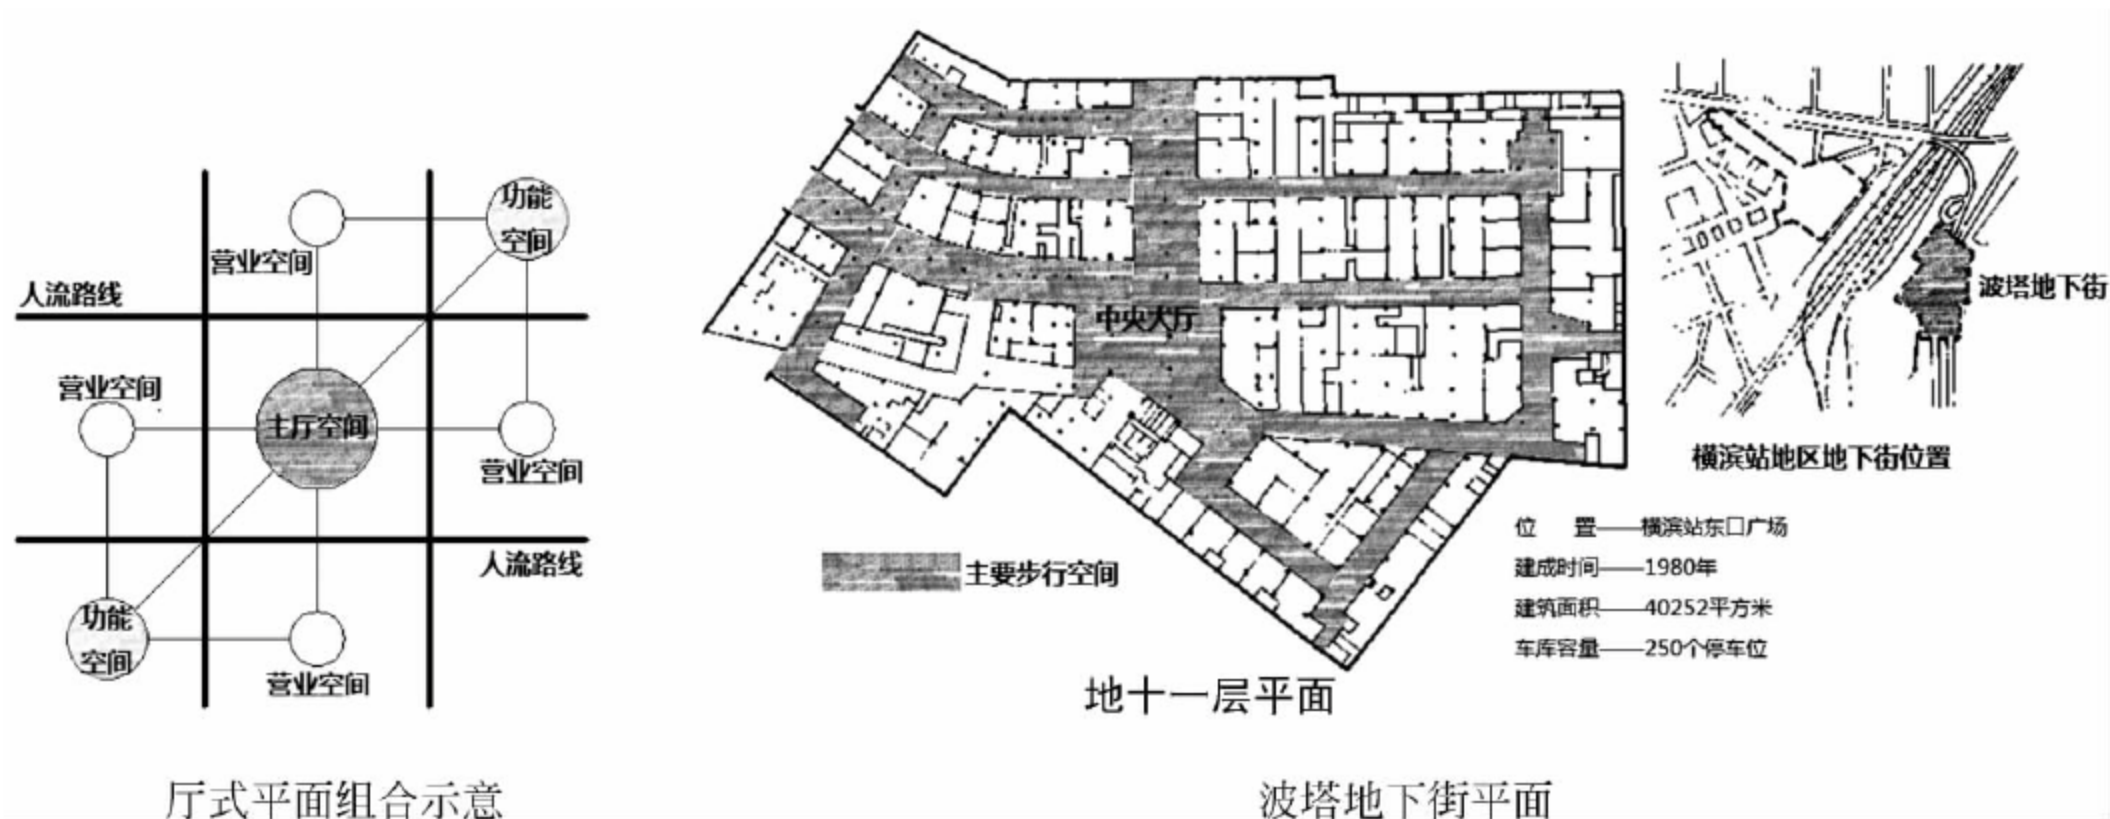 功能
空间
营业空间
人流路线
营业空间
主厅空间
营业空间
人流路线
功能
空间
营业空间
厅式平面组合示意
中央大厅
主要步行空间
地十一层平面
波塔地下街
横滨站地区地下街位置
位 置——横滨站东口广场
建成时间——1980年
建筑面积——40252平方米
车库容量——250个停车位
波塔地下街平面